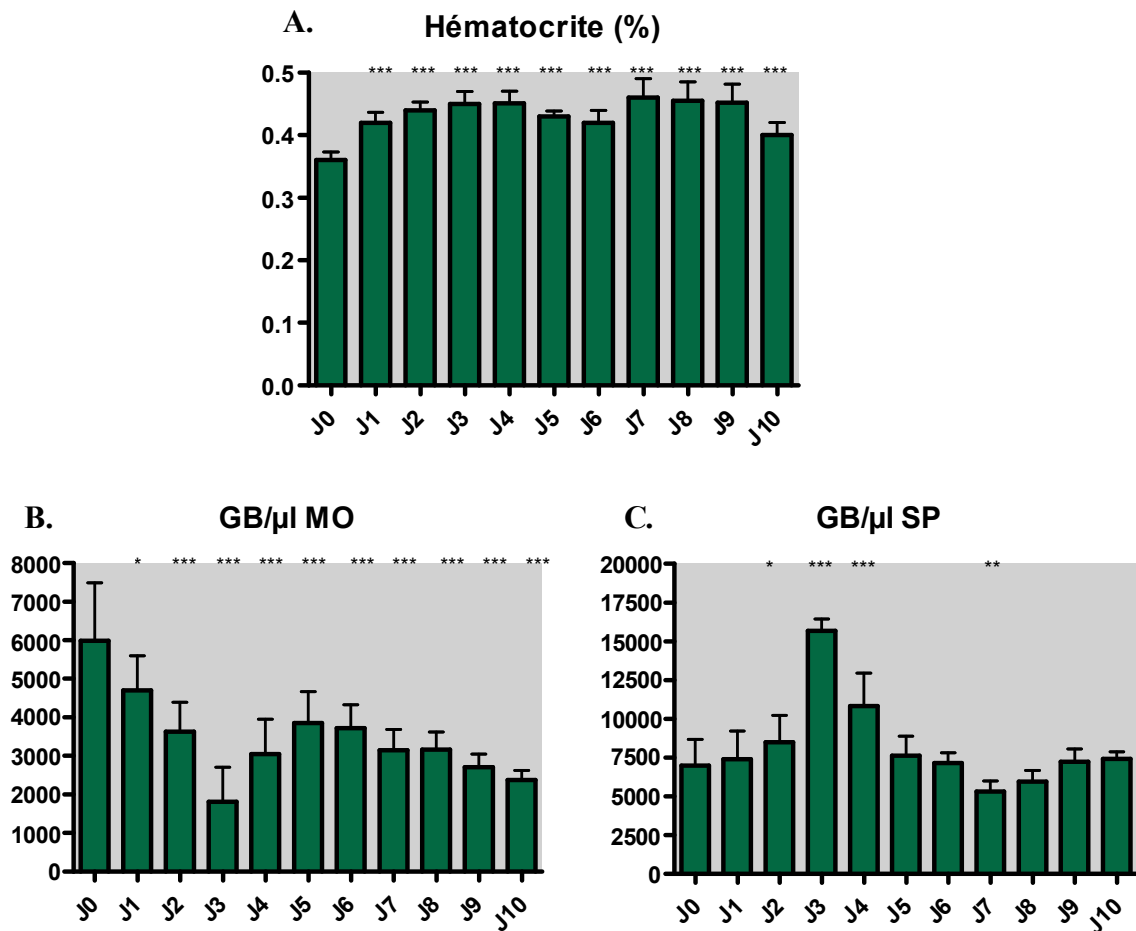 A. Hématocrite (%)
*** *** *** *** *** *** *** *** *** ***
0.5
0.4
0.3
0.2
0.1
0.0
J0 J1 J2 J3 J4 J5 J6 J7 J8 J9 J10
B. GB/µl MO
* *** *** *** *** *** *** *** *** ***
8000
7000
6000
5000
4000
3000
2000
1000
0
J0 J1 J2 J3 J4 J5 J6 J7 J8 J9 J10
C. GB/µl SP
* *** *** **
20000
17500
15000
12500
10000
7500
5000
2500
0
J0 J1 J2 J3 J4 J5 J6 J7 J8 J9 J10